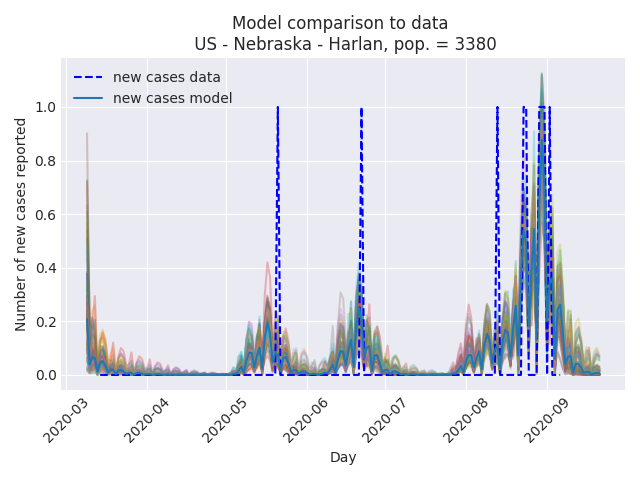 Model comparison to data
US - Nebraska - Harlan, pop. = 3380
new cases data
new cases model
Number of new cases reported
1.0
0.8
0.6
0.4
0.2
0.0
2020-03
2020-04
2020-05
2020-06
2020-07
2020-08
2020-09
Day